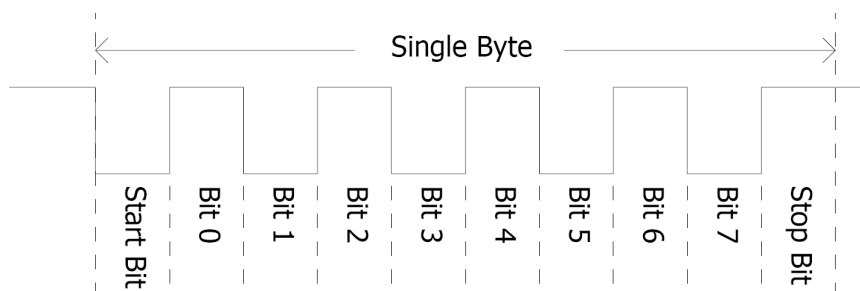 Single Byte
Start Bit
Bit 0
Bit 1
Bit 2
Bit 3
Bit 4
Bit 5
Bit 6
Bit 7
Stop Bit